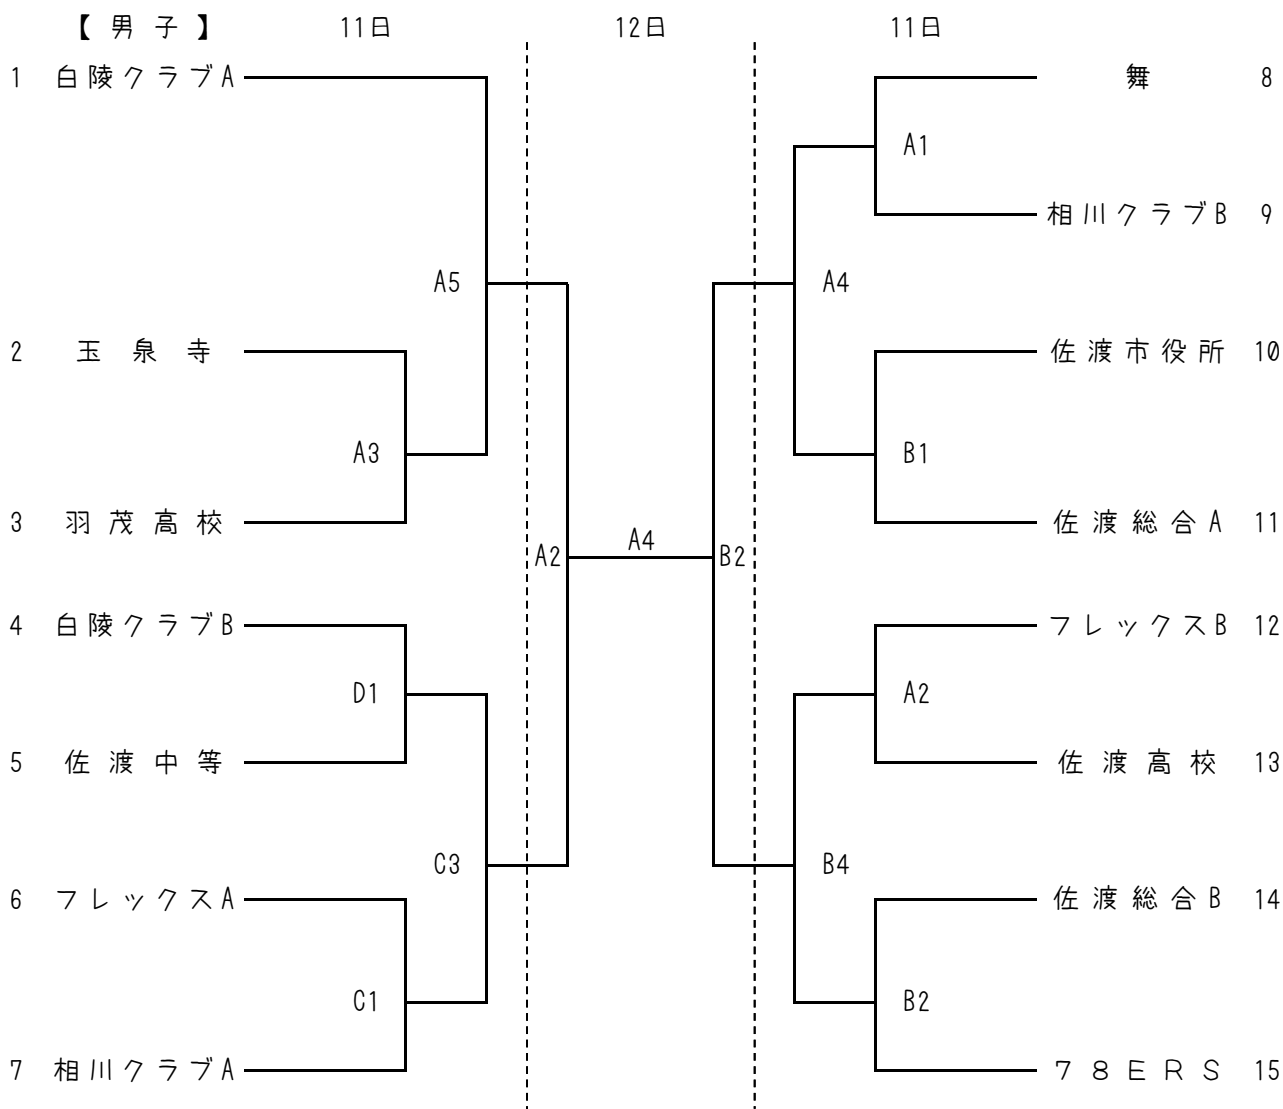 【男子】 11日 12日 11日
1 白陵クラブA 舞 8
A1
相川クラブB 9
A5 A4
2 玉泉寺 佐渡市役所 10
A3 B1
3 羽茂高校 佐渡総合A 11
A2 A4 B2
4 白陵クラブB フレックスB 12
D1 A2
5 佐渡中等 佐渡高校 13
C3 B4
6 フレックスA 佐渡総合B 14
C1 B2
7 相川クラブA 78ERS 15